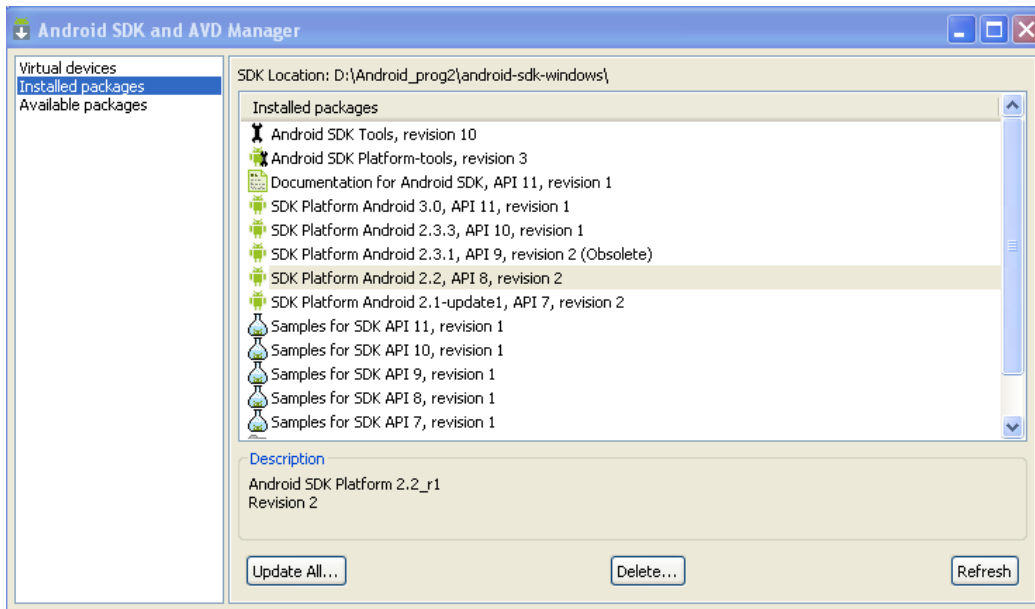 Android SDK and AVD Manager
Virtual devices
Installed packages
Available packages
SDK Location: D:\Android_prog2\android-sdk-windows\
Installed packages
Android SDK Tools, revision 10
Android SDK Platform-tools, revision 3
Documentation for Android SDK, API 11, revision 1
SDK Platform Android 3.0, API 11, revision 1
SDK Platform Android 2.3.3, API 10, revision 1
SDK Platform Android 2.3.1, API 9, revision 2 (Obsolete)
SDK Platform Android 2.2, API 8, revision 2
SDK Platform Android 2.1-update1, API 7, revision 2
Samples for SDK API 11, revision 1
Samples for SDK API 10, revision 1
Samples for SDK API 9, revision 1
Samples for SDK API 8, revision 1
Samples for SDK API 7, revision 1
Description
Android SDK Platform 2.2_r1
Revision 2
Update All...
Delete...
Refresh